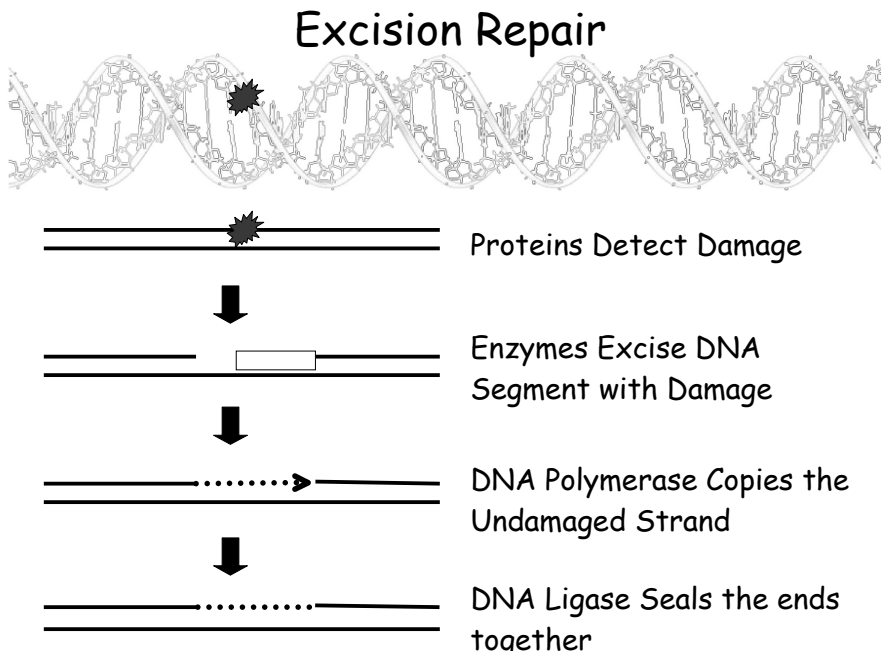 Excision Repair
Proteins Detect Damage
Enzymes Excise DNA
Segment with Damage
DNA Polymerase Copies the
Undamaged Strand
DNA Ligase Seals the ends
together